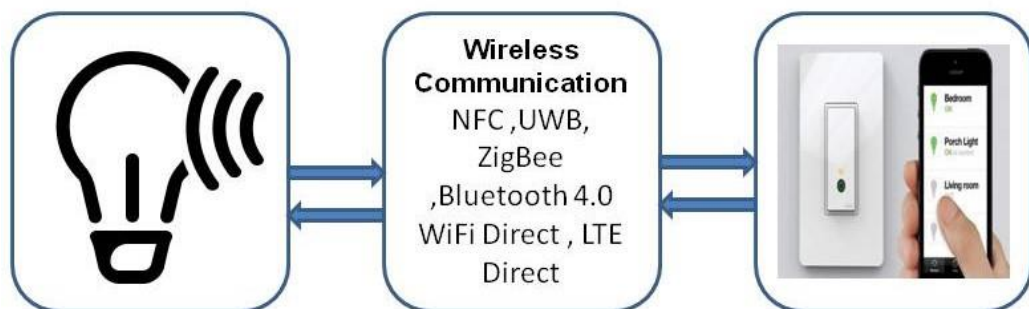 Wireless
Communication
NFC ,UWB,
ZigBee
,Bluetooth 4.0
WiFi Direct , LTE
Direct
Bedroom
Porch Light
Living room